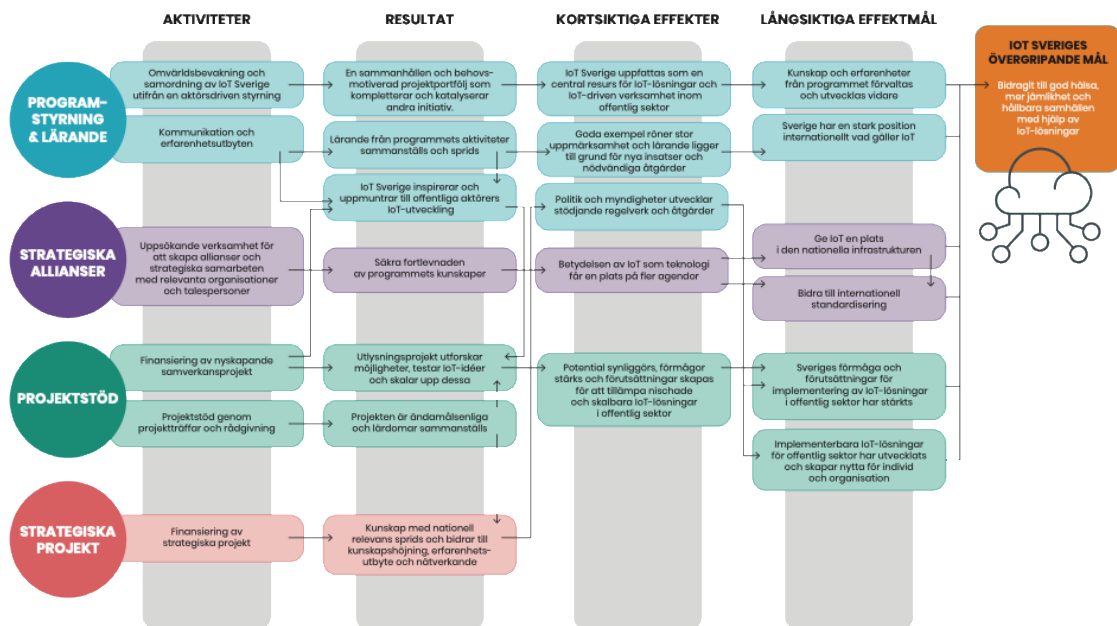 AKTIVITETER
RESULTAT
KORTSIKTIGA EFFEKTER
LÅNGSIKTIGA EFFEKTMÅL
IOT SVERIGES
ÖVERGRIPANDE MÅL
Bidragit till god hälsa,
mer jämlikhet och
hållbara samhällen
med hjälp av
IoT-lösningar
PROGRAM-
STYRNING
& LÄRANDE
Omvärldsbevakning och
samordning av IoT Sverige
utifrån en aktörsdriven styrning
En sammanhållen och behovs-
motiverad projektportfölj som
kompletterar och katalyserar
andra initiativ.
IoT Sverige uppfattas som en
central resurs för IoT-lösningar och
IoT-driven verksamhet inom
offentlig sektor
Kunskap och erfarenheter
från programmet förvaltas
och utvecklas vidare
Kommunikation och
erfarenhetsutbyten
Lärande från programmets aktiviteter
sammanställs och sprids
Goda exempel röner stor
uppmärksamhet och lärande ligger
till grund för nya insatser och
nödvändiga åtgärder
Sverige har en stark position
internationellt vad gäller IoT
IoT Sverige inspirerar och
uppmuntrar till offentliga aktörers
IoT-utveckling
Politik och myndigheter utvecklar
stödjande regelverk och åtgärder
STRATEGISKA
ALLIANSER
Uppsökande verksamhet för
att skapa allianser och
strategiska samarbeten
med relevanta organisationer
och talespersoner
Säkra fortlevnaden
av programmets kunskaper
Betydelsen av IoT som teknologi
får en plats på fler agendor
Ge IoT en plats
i den nationella infrastrukturen
Bidra till internationell
standardisering
PROJEKTSTÖD
Finansiering av nyskapande
samverkansprojekt
Utlysningsprojekt utforskar
möjligheter, testar IoT-idéer
och skalar upp dessa
Potential synliggörs, förmågor
stärks och förutsättningar skapas
för att tillämpa nischade
och skalbara IoT-lösningar
i offentlig sektor
Sveriges förmåga och
förutsättningar för
implementering av IoT-lösningar
i offentlig sektor har stärkts
Projektstöd genom
projektträffar och rådgivning
Projekten är ändamålsenliga
och lärdomar sammanställs
Implementerbara IoT-lösningar
för offentlig sektor har utvecklats
och skapar nytta för individ
och organisation
STRATEGISKA
PROJEKT
Finansiering av
strategiska projekt
Kunskap med nationell
relevans sprids och bidrar till
kunskapshöjning, erfarenhets-
utbyte och nätverkande